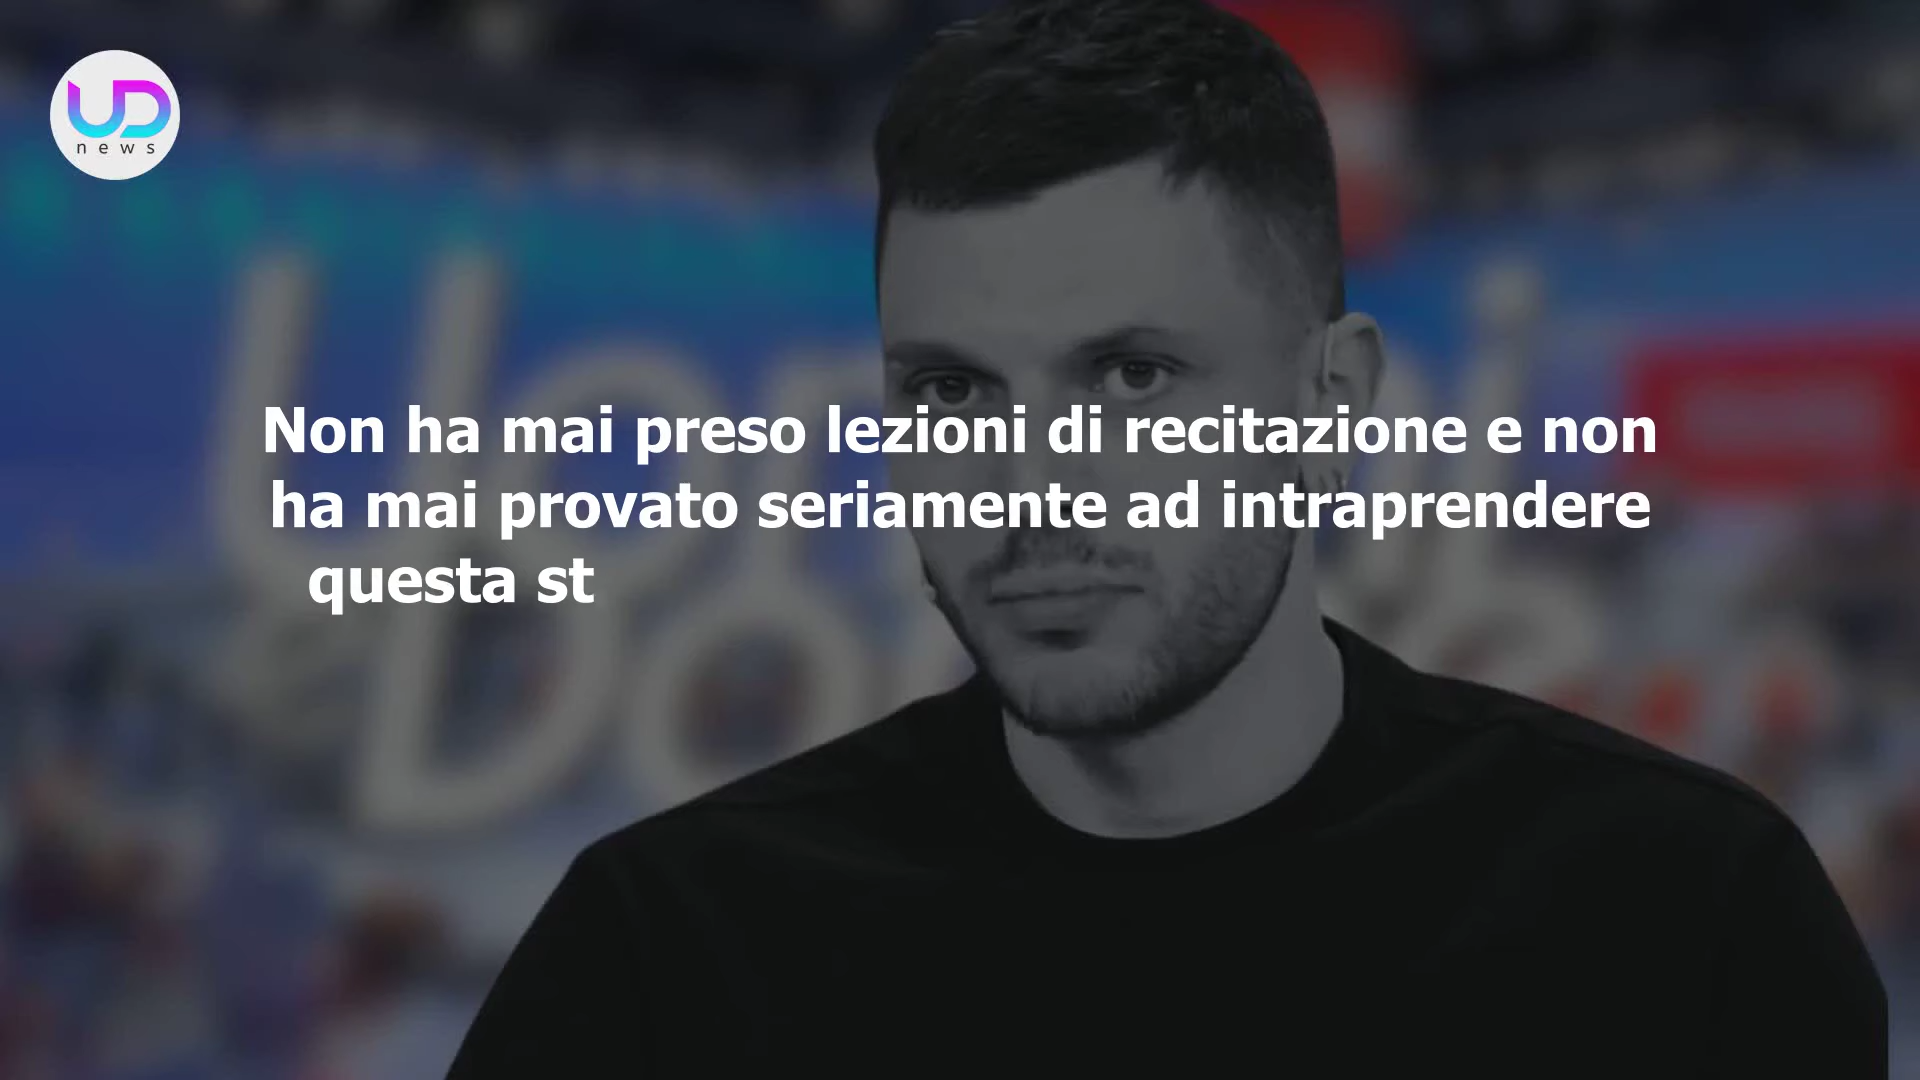 UD
news
Non ha mai preso lezioni di recitazione e non
ha mai provato seriamente ad intraprendere
questa st